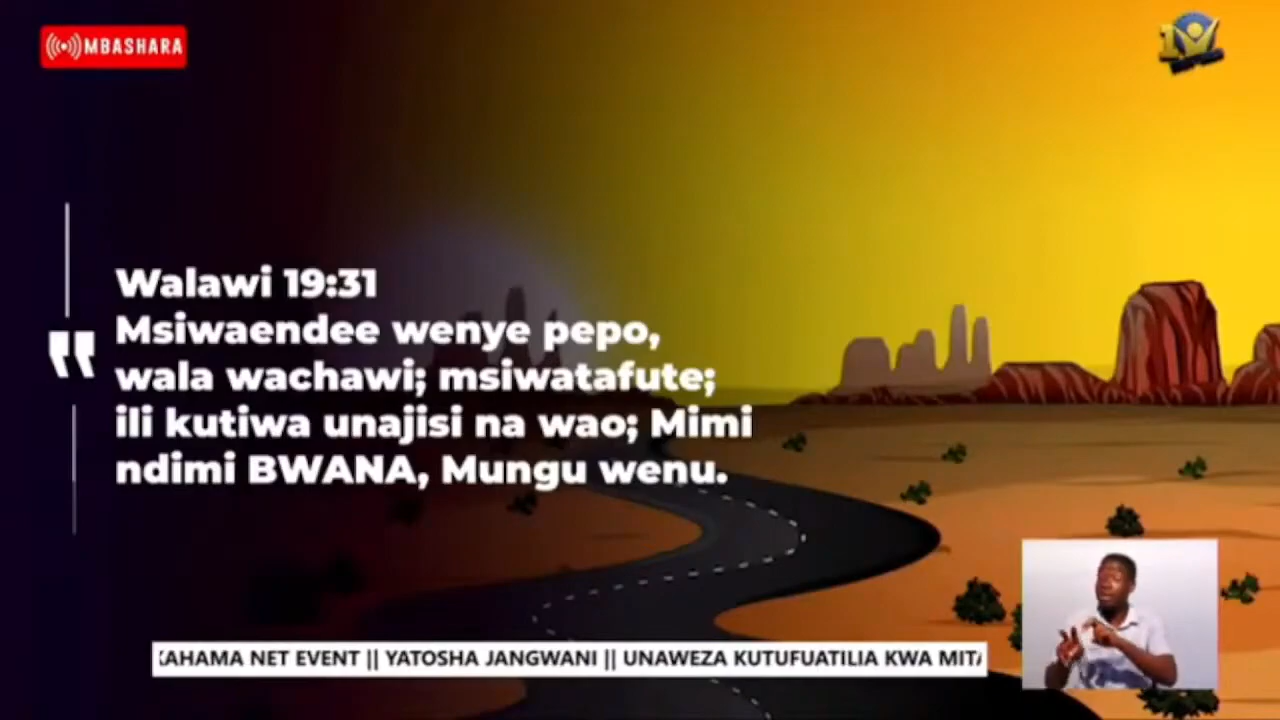 MBASHARA
Walawi 19:31
Msiwaendee wenye pepo,
wala wachawi; msiwatafute;
ili kutiwa unajisi na wao; Mimi
ndimi BWANA, Mungu wenu.
KAHAMA NET EVENT || YATOSHA JANGWANI || UNAWEZA KUTUFUATILIA KWA